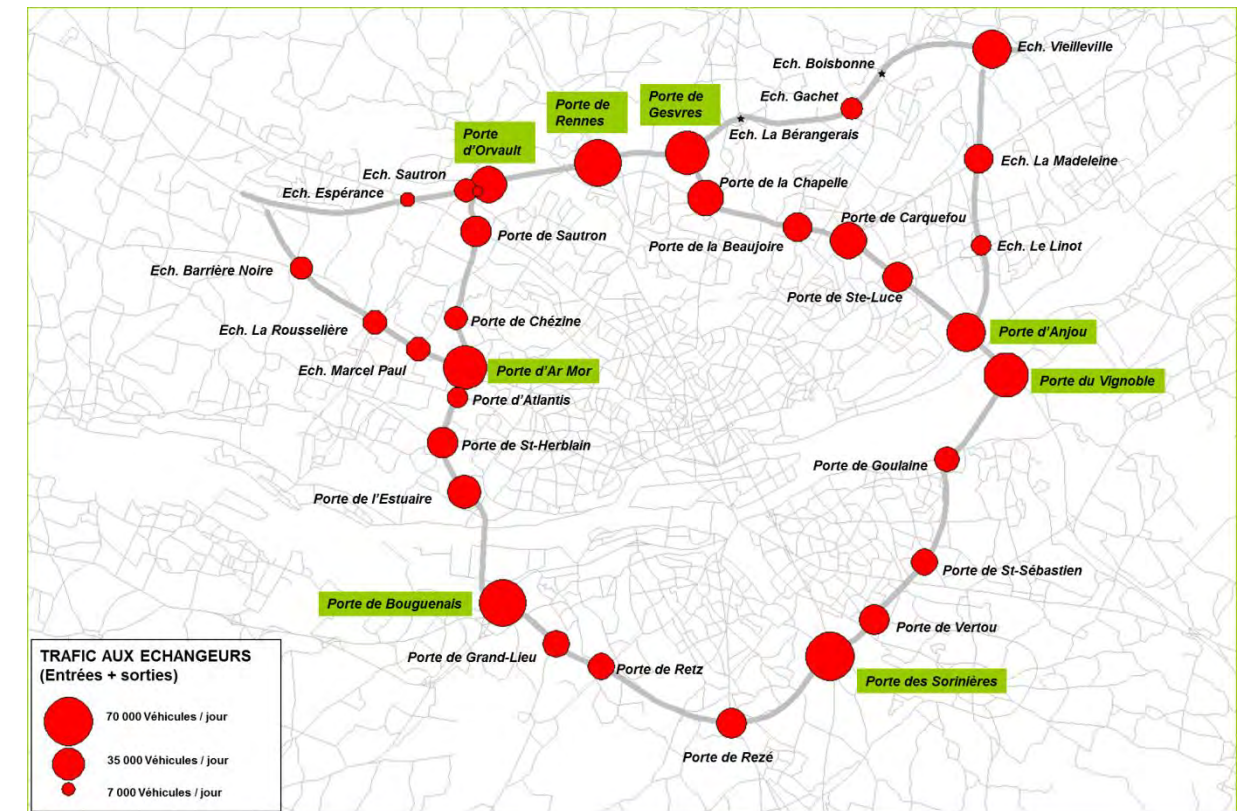 Ech. Vieilleville
Ech. Boisbonne
Ech. Gachet
Porte de
Rennes
Porte de
Gesvres
Ech. La Bérangerais
Porte
d'Orvault
Ech. Sautron
Ech. Espérance
Ech. La Madeleine
Porte de la Chapelle
Porte de Carquefou
Porte de Sautron
Porte de la Beaujoire
Ech. Le Linot
Ech. Barrière Noire
Porte de Ste-Luce
Porte de Chézine
Ech. La Rousselière
Porte d'Anjou
Ech. Marcel Paul
Porte d'Ar Mor
Porte du Vignoble
Porte d'Atlantis
Porte de St-Herblain
Porte de Goulaine
Porte de l'Estuaire
Porte de St-Sébastien
Porte de Bouguenais
Porte de Vertou
Porte de Grand-Lieu
Porte de Retz
Porte des Sorinières
Porte de Rezé
TRAFIC AUX ECHANGEURS
(Entrées + sorties)
70 000 Véhicules / jour
35 000 Véhicules / jour
7 000 Véhicules / jour